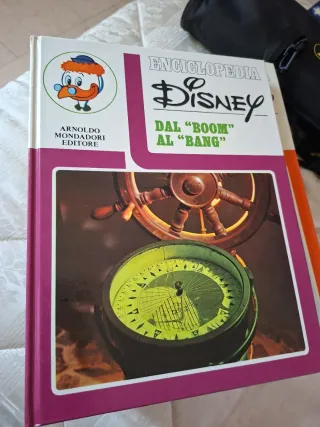 ENCICLOPEDIA
DISNEY
DAL "BOOM"
AL "BANG"
ARNOLDO
MONDADORI
EDITORE